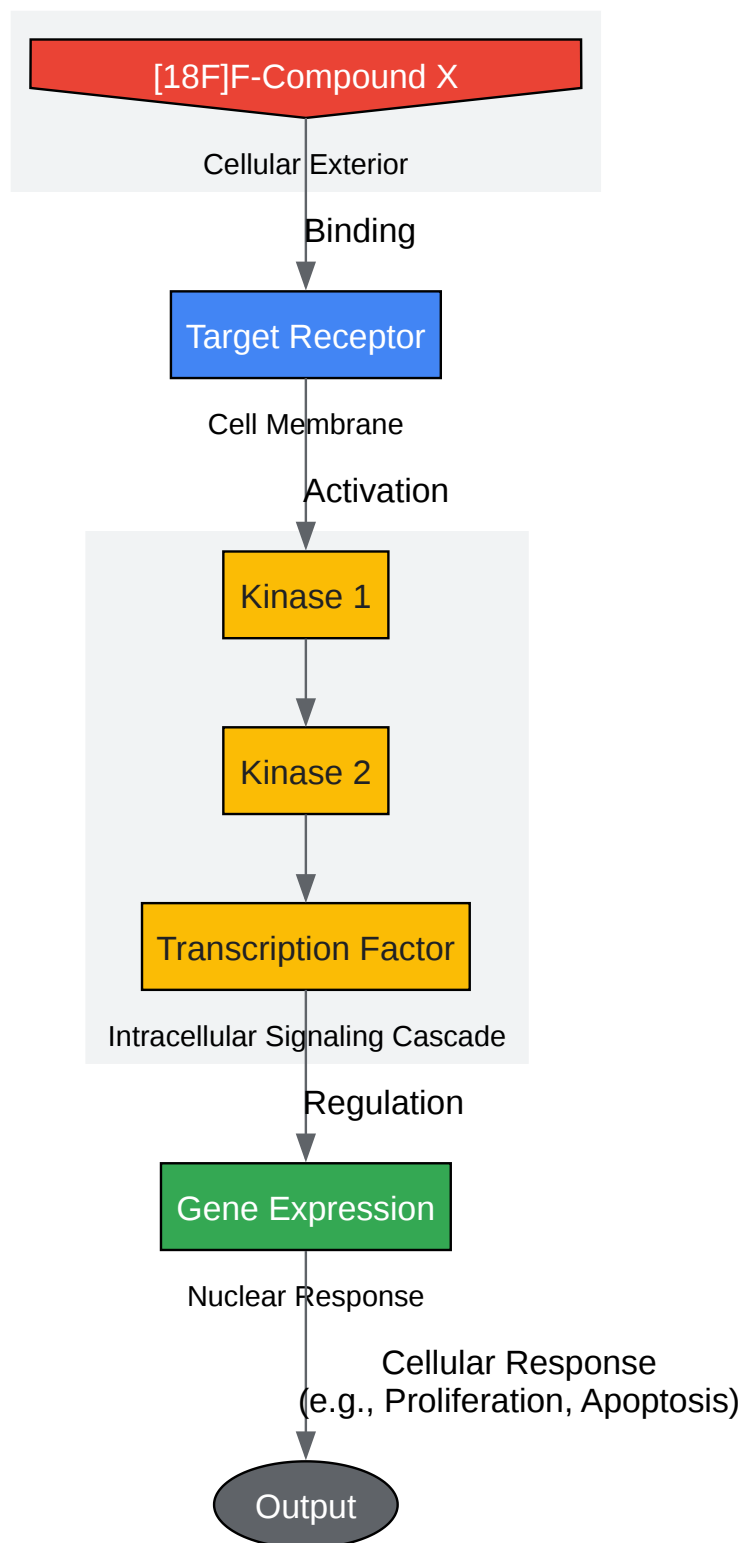 [18F]F-Compound X
Cellular Exterior
Binding
Target Receptor
Cell Membrane
Activation
Kinase 1
Kinase 2
Transcription Factor
Intracellular Signaling Cascade
Regulation
Gene Expression
Nuclear Response
Cellular Response
(e.g., Proliferation, Apoptosis)
Output